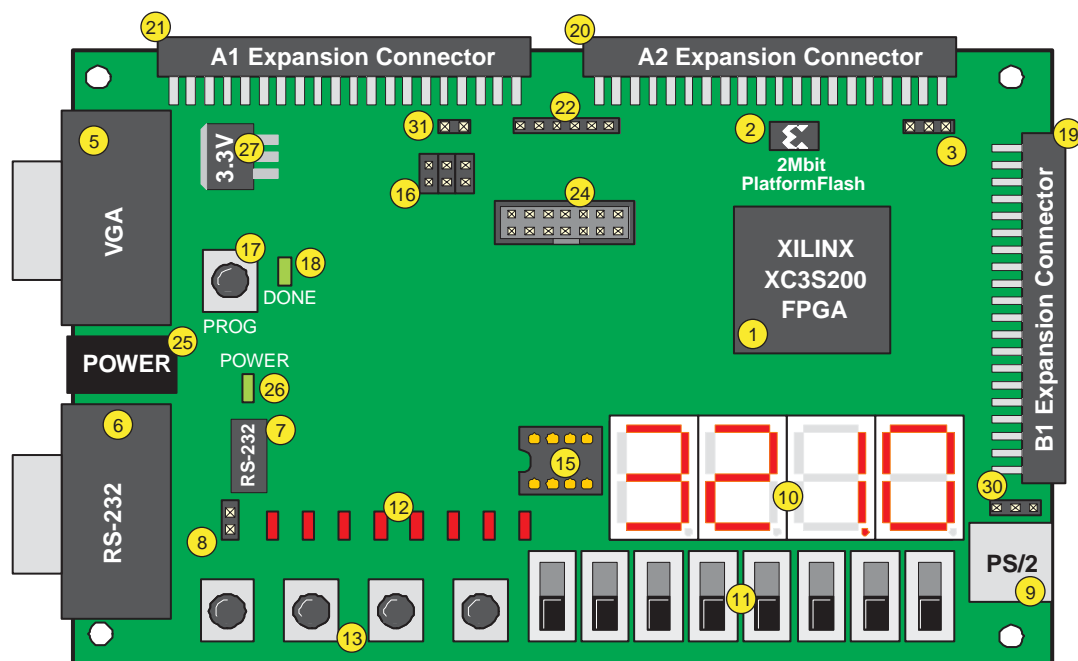 21
A1 Expansion Connector
20
A2 Expansion Connector
5
VGA
27
3.3V
31
22
2
2Mbit
PlatformFlash
3
19
B1 Expansion Connector
16
24
17
PROG
18
DONE
XILINX
XC3S200
FPGA
1
25
POWER
POWER
26
6
RS-232
7
RS-232
8
12
15
3210
10
30
PS/2
9
13
11